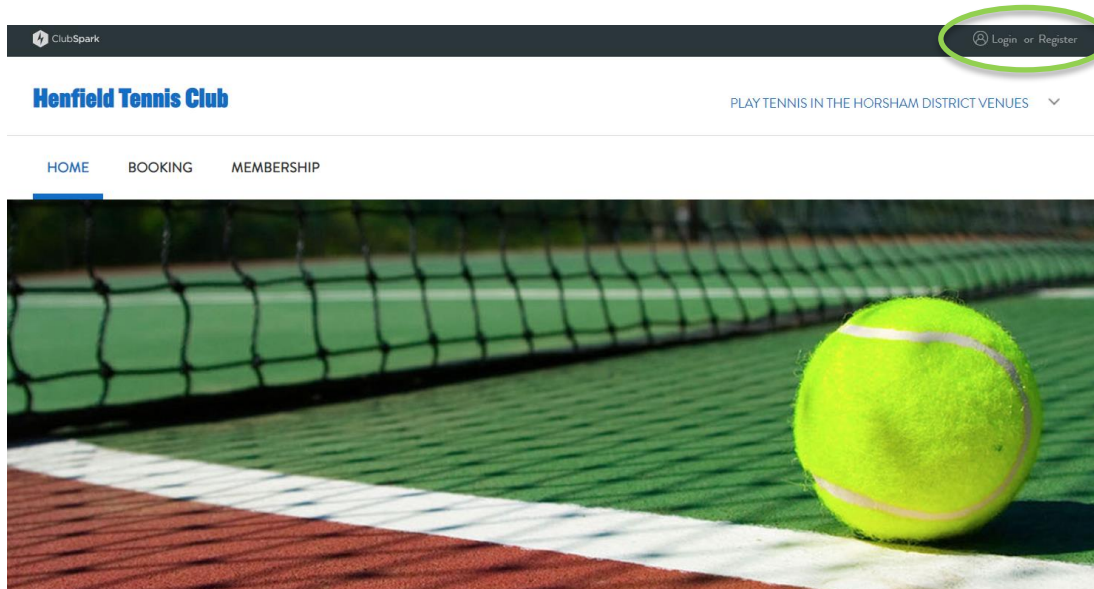 ClubSpark
Login or Register
Henfield Tennis Club
PLAY TENNIS IN THE HORSHAM DISTRICT VENUES
HOME BOOKING MEMBERSHIP